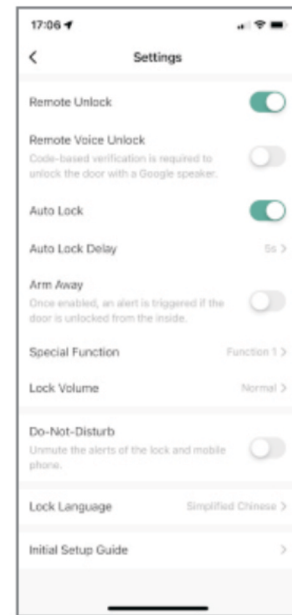 17:06
Settings
Remote Unlock
Remote Voice Unlock
Code-based verification is required to
unlock the door with a Google speaker.
Auto Lock
Auto Lock Delay 5s
Arm Away
Once enabled, an alert is triggered if the
door is unlocked from the inside.
Special Function Function 1
Lock Volume Normal
Do-Not-Disturb
Unmute the alerts of the lock and mobile
phone.
Lock Language Simplified Chinese
Initial Setup Guide